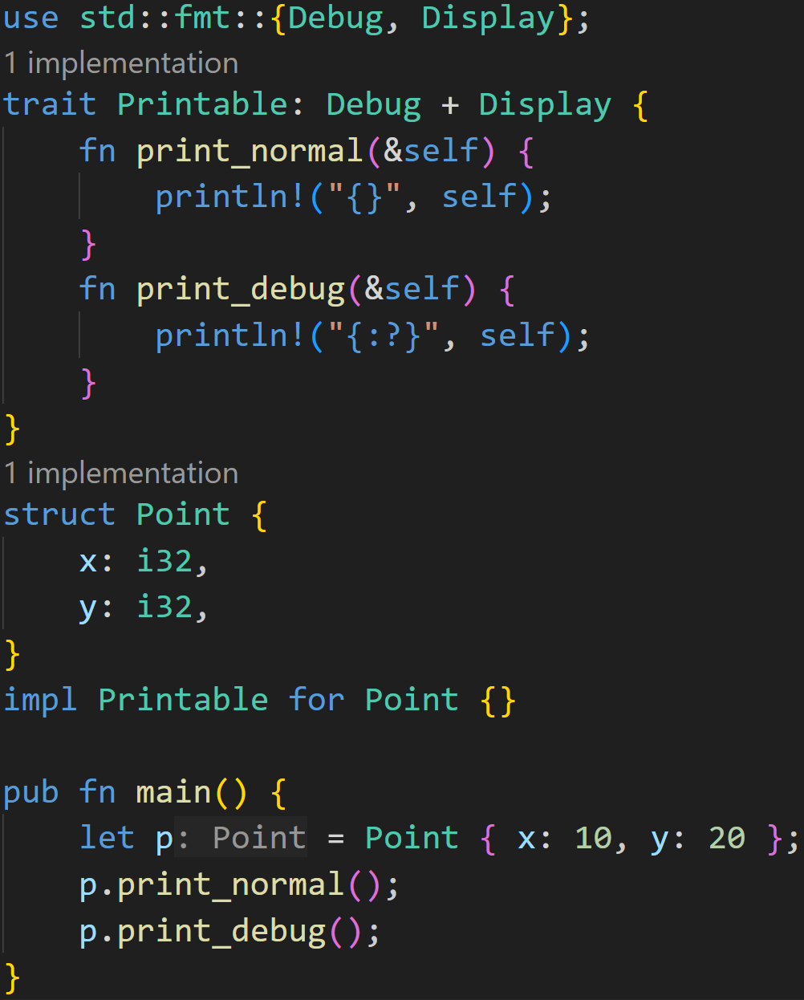 use std::fmt::{Debug, Display};
1 implementation
trait Printable: Debug + Display {
    fn print_normal(&self) {
        println!("{}", self);
    }
    fn print_debug(&self) {
        println!("{:?}", self);
    }
}
1 implementation
struct Point {
    x: i32,
    y: i32,
}
impl Printable for Point {}

pub fn main() {
    let p: Point = Point { x: 10, y: 20 };
    p.print_normal();
    p.print_debug();
}